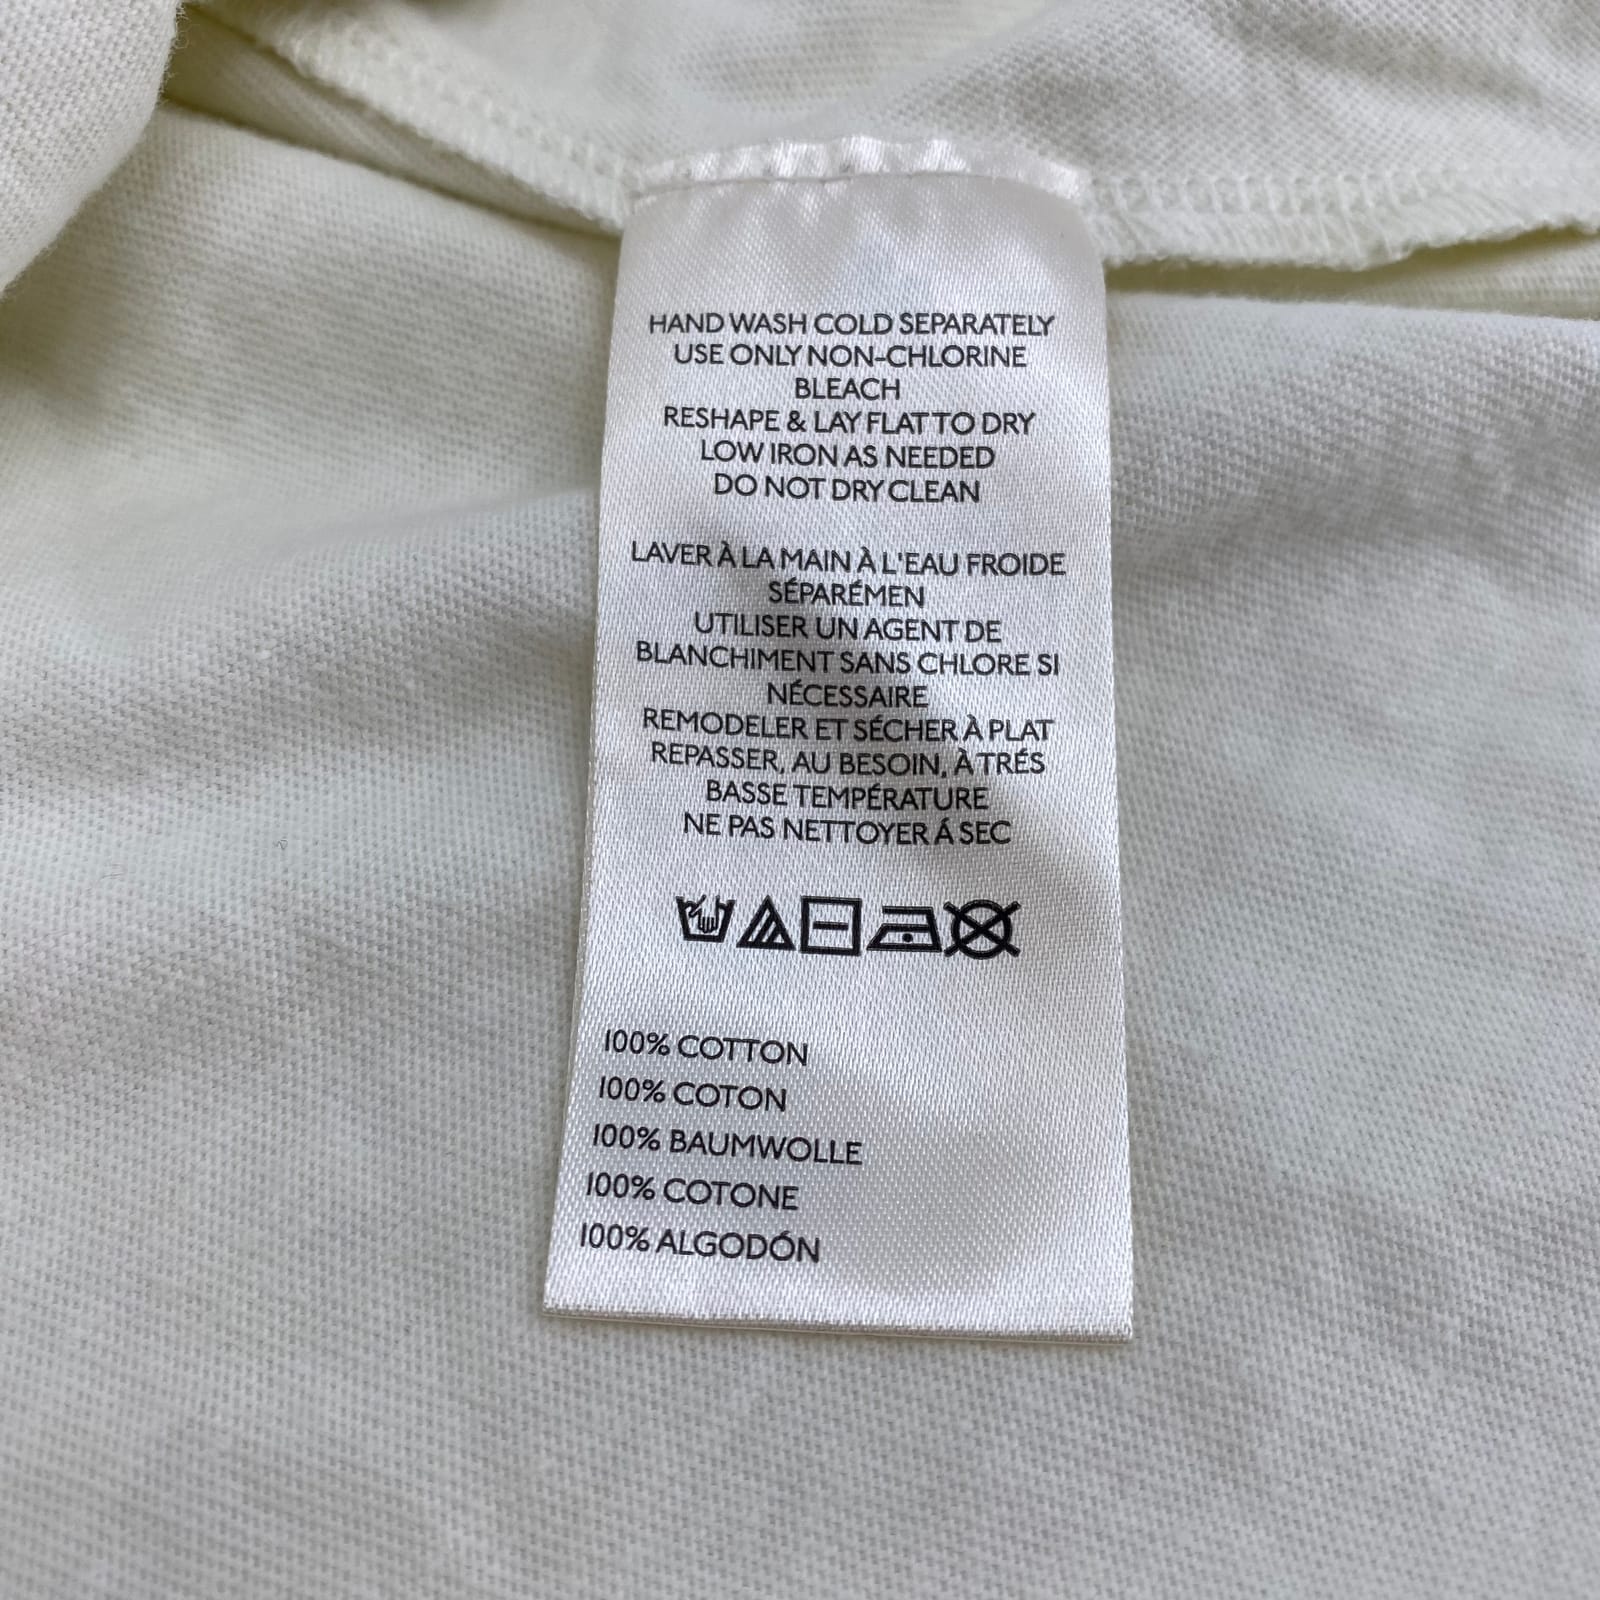 HAND WASH COLD SEPARATELY
USE ONLY NON-CHLORINE
BLEACH
RESHAPE & LAY FLAT TO DRY
LOW IRON AS NEEDED
DO NOT DRY CLEAN
LAVER À LA MAIN À L'EAU FROIDE
SÉPARÉMEN
UTILISER UN AGENT DE
BLANCHIMENT SANS CHLORE SI
NÉCESSAIRE
REMODELER ET SÉCHER À PLAT
REPASSER, AU BESOIN, À TRÉS
BASSE TEMPÉRATURE
NE PAS NETTOYER Á SEC
100% COTTON
100% COTON
100% BAUMWOLLE
100% COTONE
100% ALGODÓN